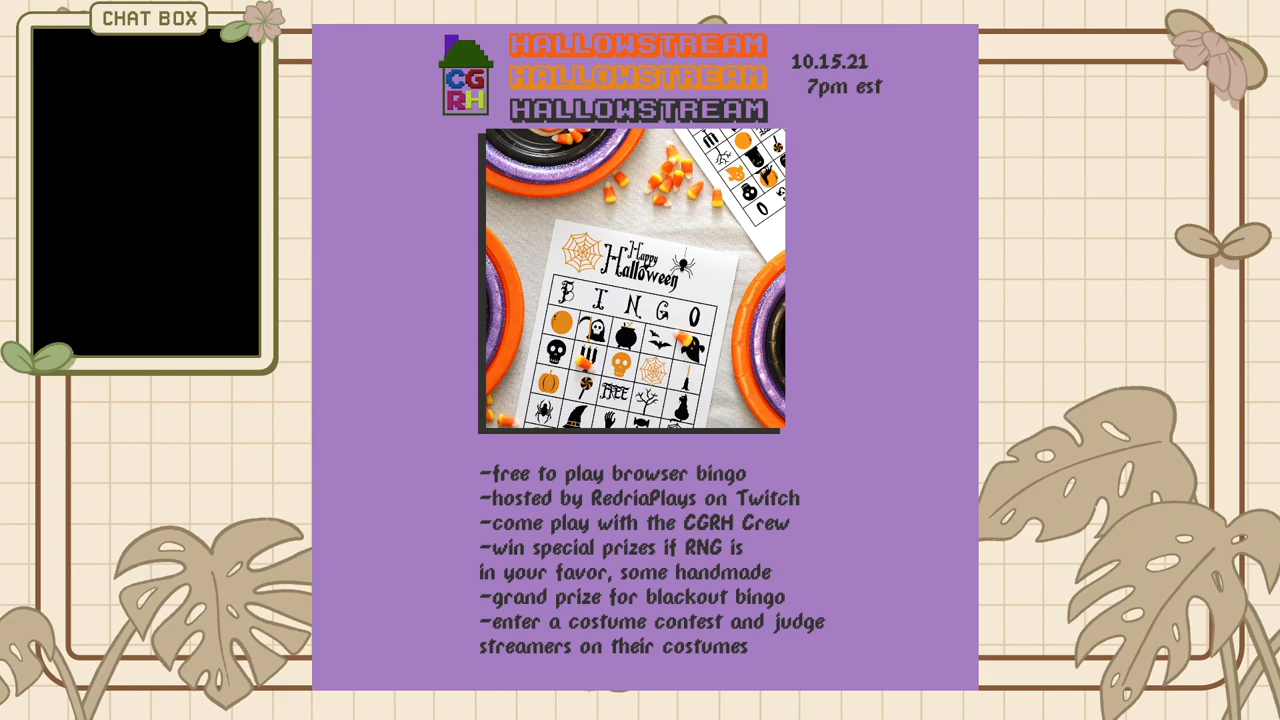 CHAT BOX
CG
RH
HALLOWSTREAM
HALLOWSTREAM
HALLOWSTREAM
10.15.21
7pm est
Happy
Halloween
B I N G O
FREE
O
-free to play browser bingo
-hosted by RedriaPlays on Twitch
-come play with the CGRH Crew
-win special prizes if RNG is
in your favor, some handmade
-grand prize for blackout bingo
-enter a costume contest and judge
streamers on their costumes